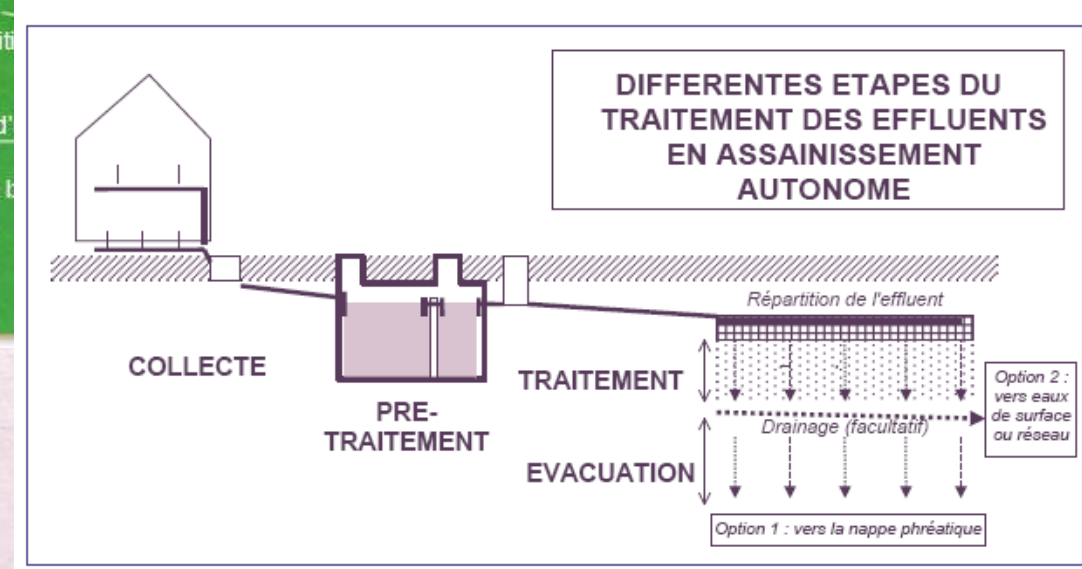 DIFFERENTES ETAPES DU
TRAITEMENT DES EFFLUENTS
EN ASSAINISSEMENT
AUTONOME
Répartition de l'effluent
COLLECTE
PRE-
TRAITEMENT
TRAITEMENT
Drainage (facultatif)
EVACUATION
Option 2 :
vers eaux
de surface
ou réseau
Option 1 : vers la nappe phréatique